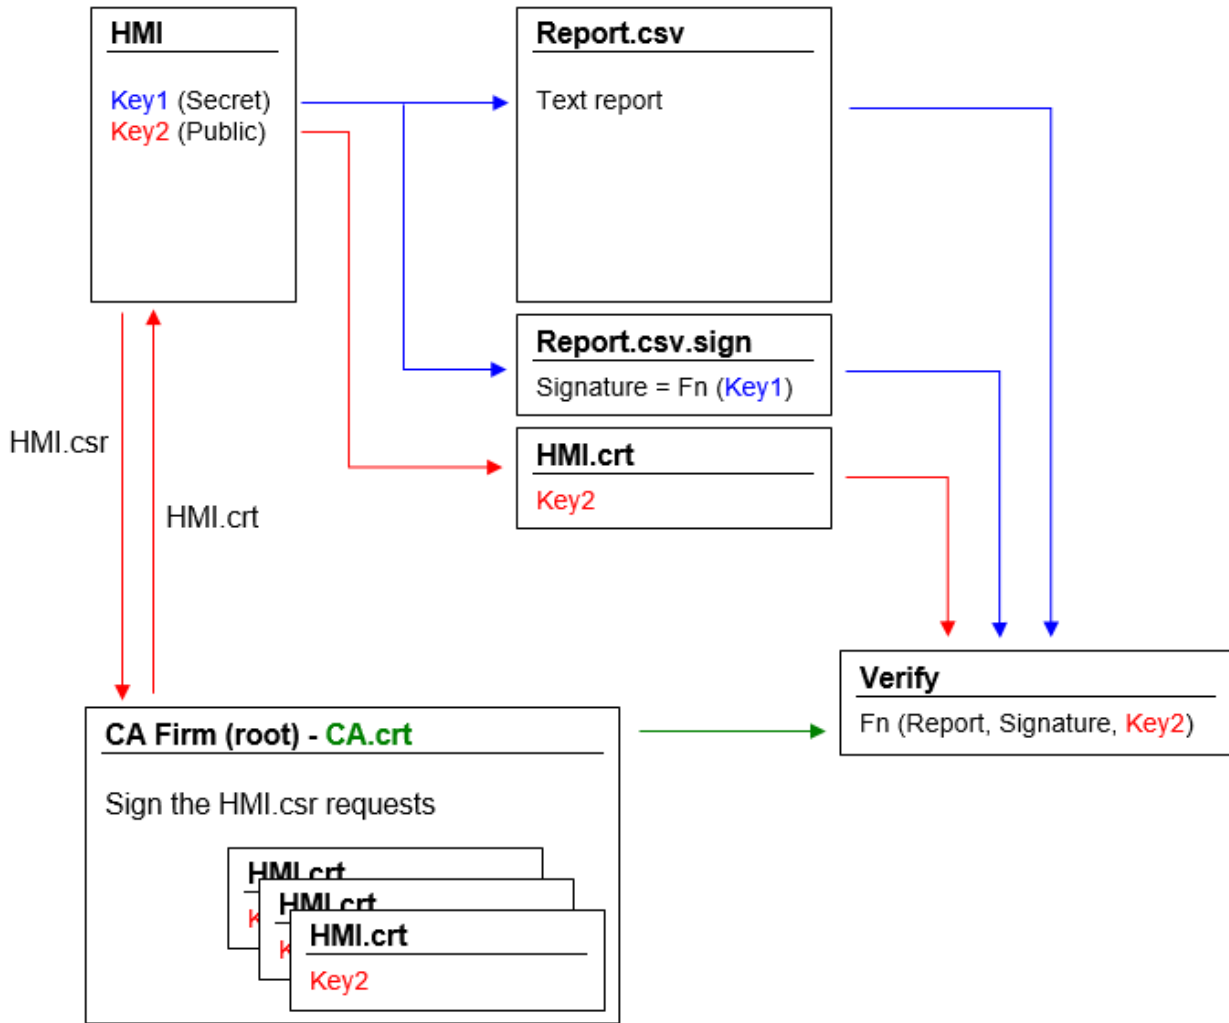 HMI
Key1 (Secret)
Key2 (Public)
Report.csv
Text report
Report.csv.sign
Signature = Fn (Key1)
HMI.crt
Key2
HMI.csr
HMI.crt
Verify
Fn (Report, Signature, Key2)
CA Firm (root) - CA.crt
Sign the HMI.csr requests
HMI.crt
HMI.crt
HMI.crt
Key2